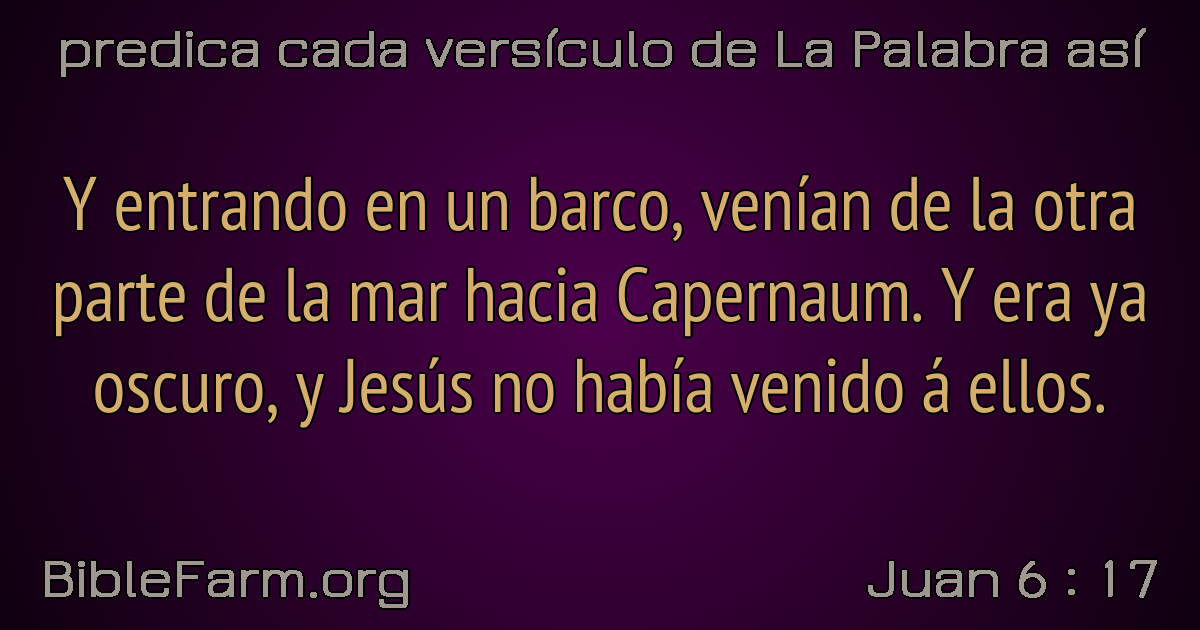 predica cada versículo de La Palabra así
Y entrando en un barco, venían de la otra
parte de la mar hacia Capernaum. Y era ya
oscuro, y Jesús no había venido á ellos.
BibleFarm.org
Juan 6 : 17